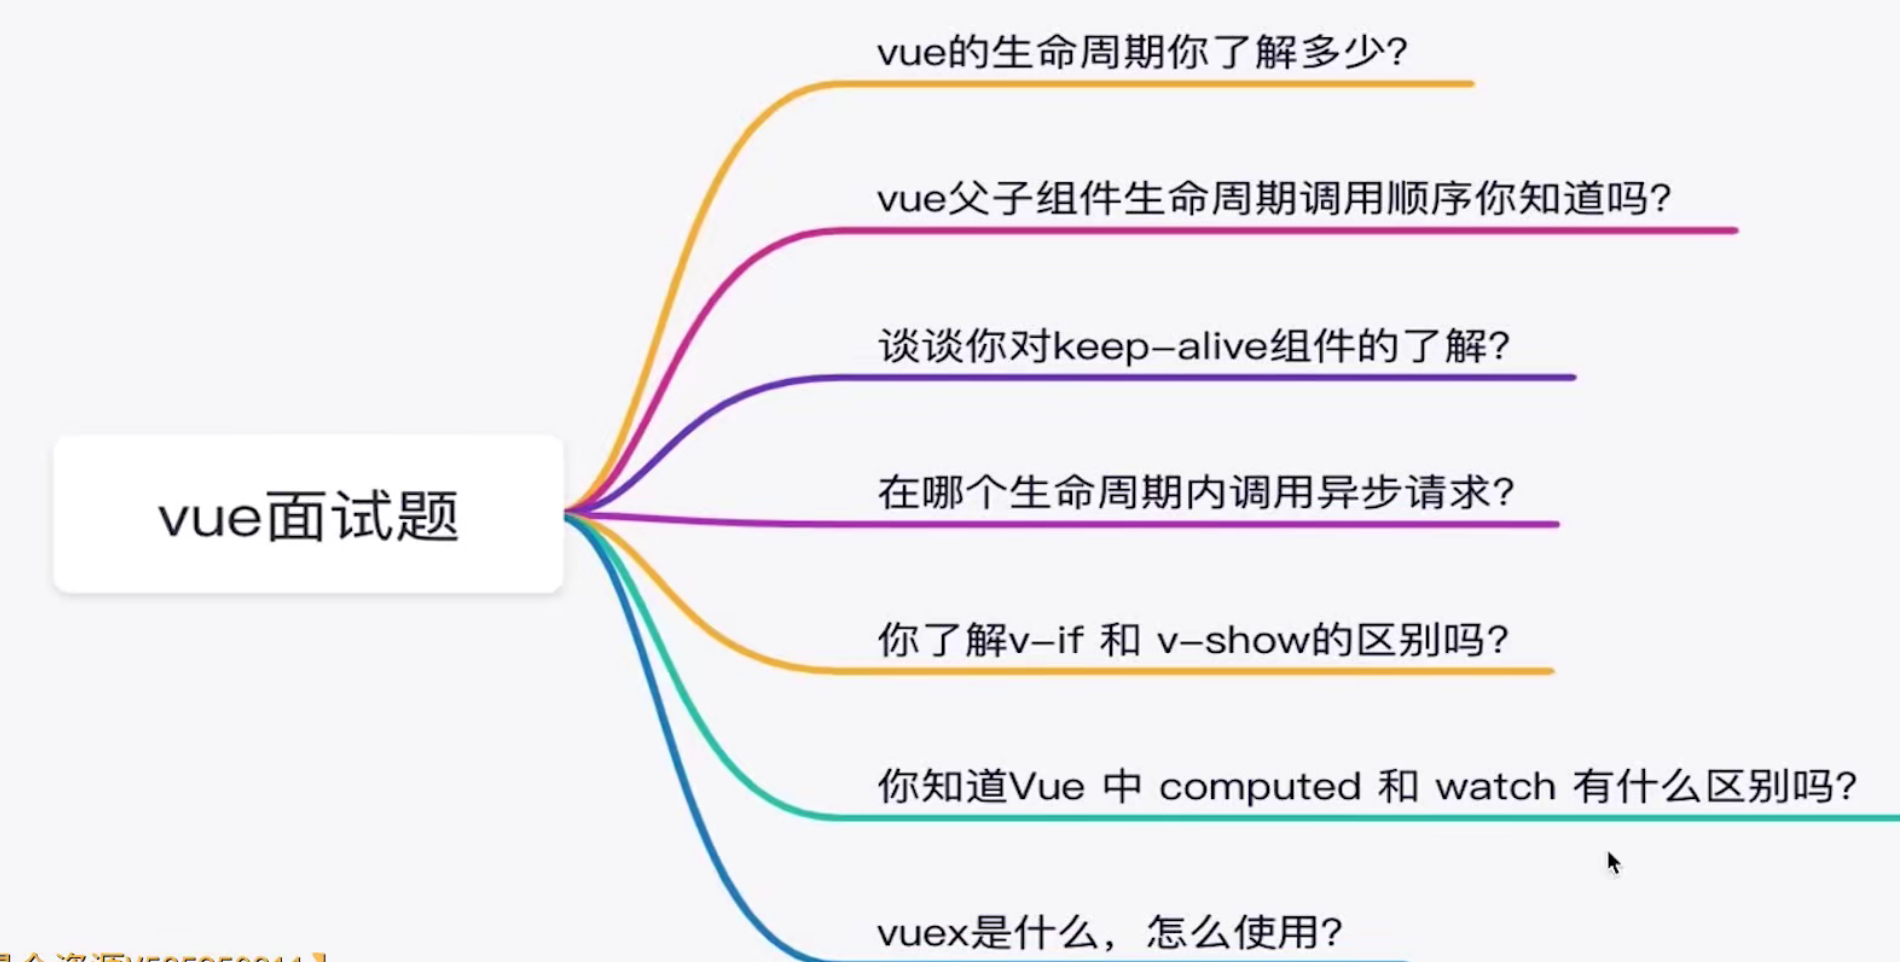 vue的生命周期你了解多少?
vue父子组件生命周期调用顺序你知道吗?
谈谈你对keep-alive组件的了解?
在哪个生命周期内调用异步请求?
vue面试题
你了解v-if 和 v-show的区别吗?
你知道Vue 中 computed 和 watch 有什么区别吗?
vuex是什么，怎么使用?